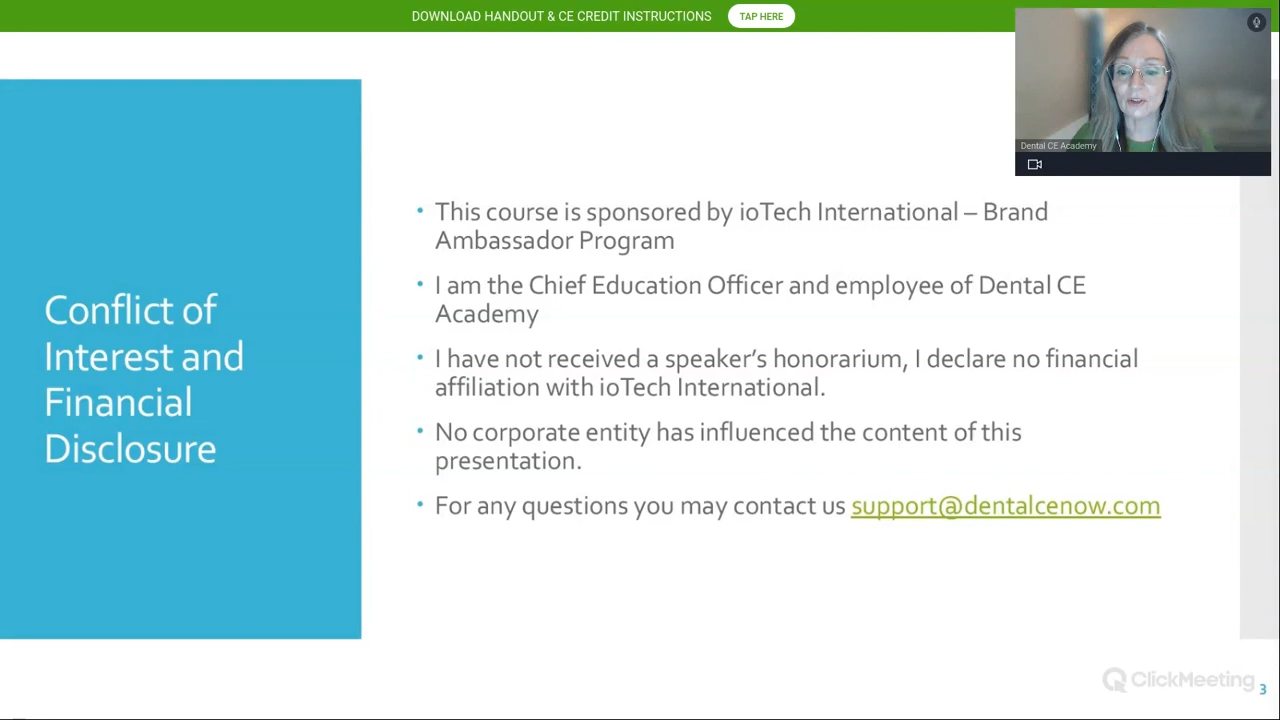 DOWNLOAD HANDOUT & CE CREDIT INSTRUCTIONS
TAP HERE
Dental CE Academy
Conflict of
Interest and
Financial
Disclosure
• This course is sponsored by ioTech International – Brand
Ambassador Program
• I am the Chief Education Officer and employee of Dental CE
Academy
• I have not received a speaker’s honorarium, I declare no financial
affiliation with ioTech International.
• No corporate entity has influenced the content of this
presentation.
• For any questions you may contact us support@dentalcenow.com
ClickMeeting
3